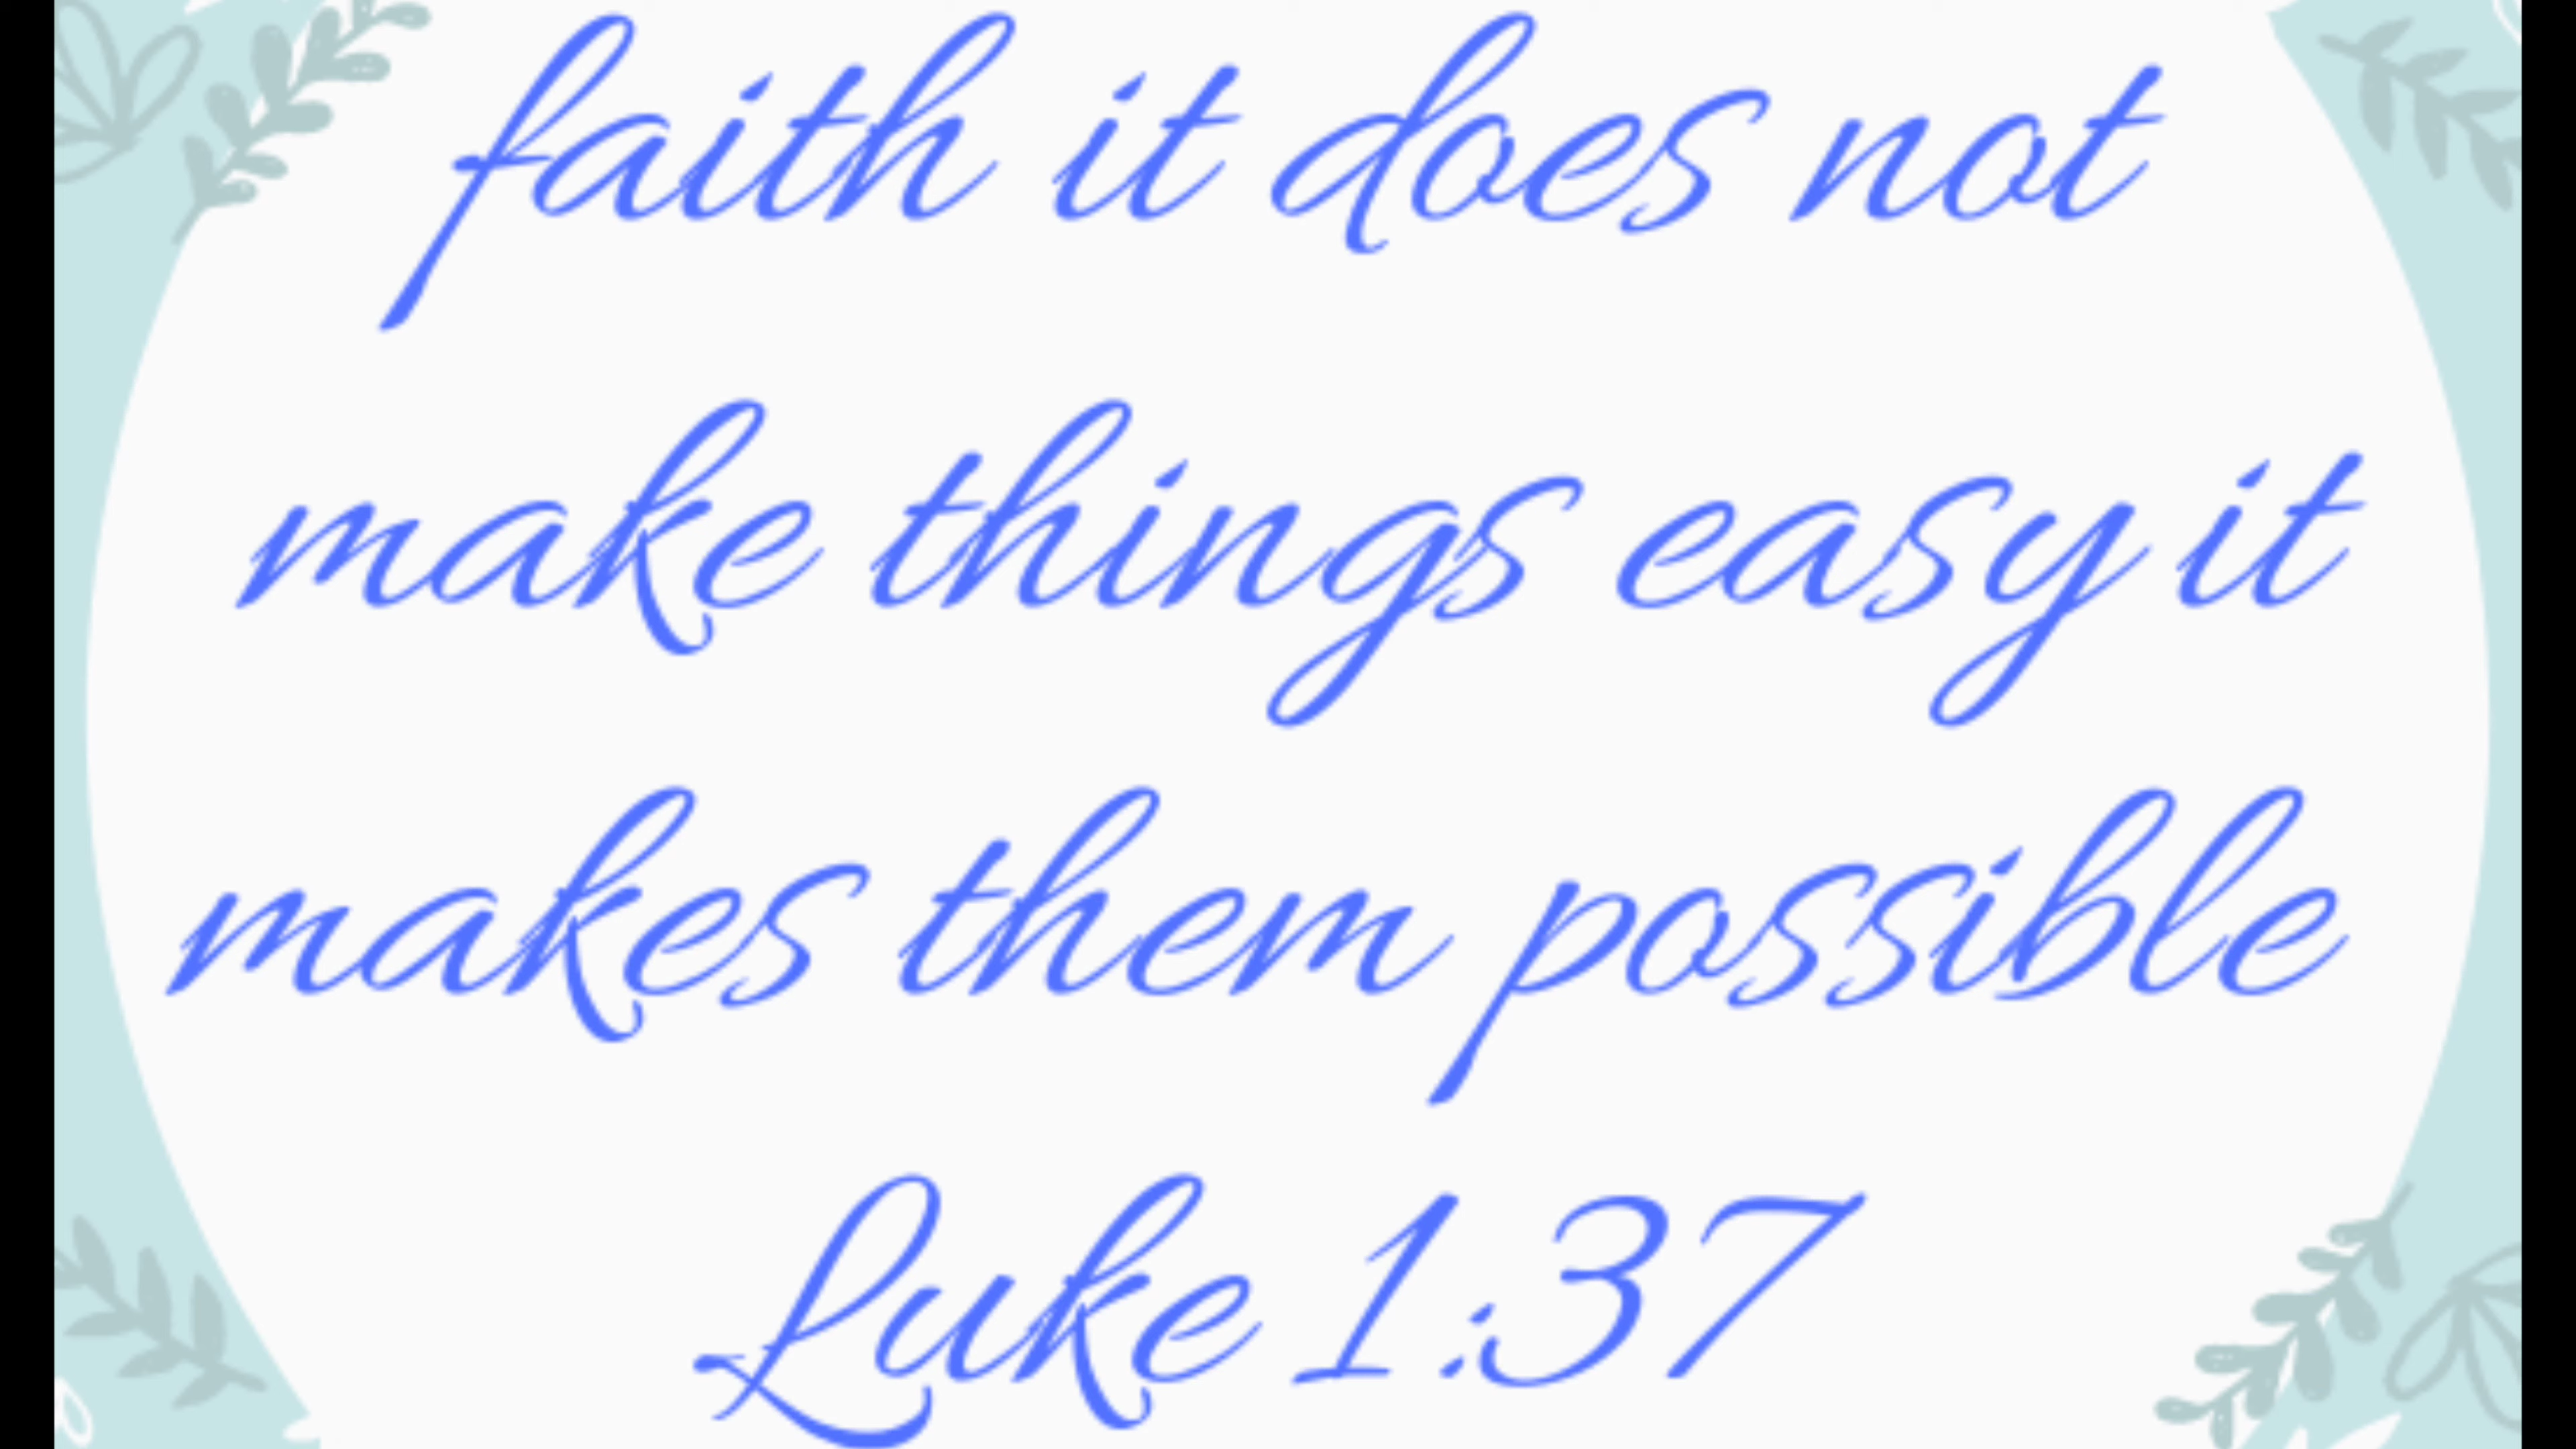 faith it does not
make things easy it
makes them possible
Luke 1:37